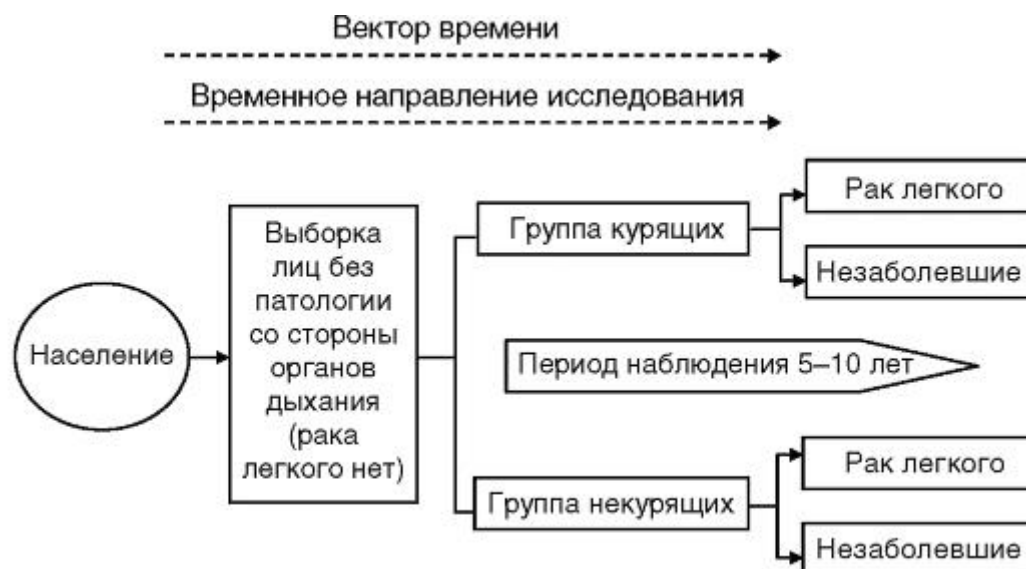 Вектор времени
Временное направление исследования
Население
Выборка
лиц без
патологии
со стороны
органов
дыхания
(рака
легкого нет)
Группа курящих
Рак легкого
Незаболевшие
Период наблюдения 5–10 лет
Группа некурящих
Рак легкого
Незаболевшие